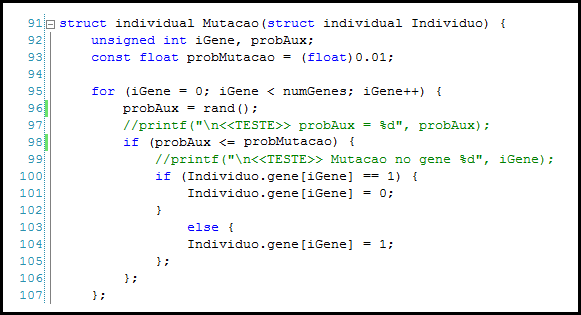 91 struct individual Mutacao(struct individual Individuo) {
92     unsigned int iGene, probAux;
93     const float probMutacao = (float)0.01;
94
95     for (iGene = 0; iGene < numGenes; iGene++) {
96         probAux = rand();
97         //printf("\n<<TESTE>> probAux = %d", probAux);
98         if (probAux <= probMutacao) {
99             //printf("\n<<TESTE>> Mutacao no gene %d", iGene);
100             if (Individuo.gene[iGene] == 1) {
101                 Individuo.gene[iGene] = 0;
102             }
103                 else {
104                 Individuo.gene[iGene] = 1;
105             };
106         };
107     };